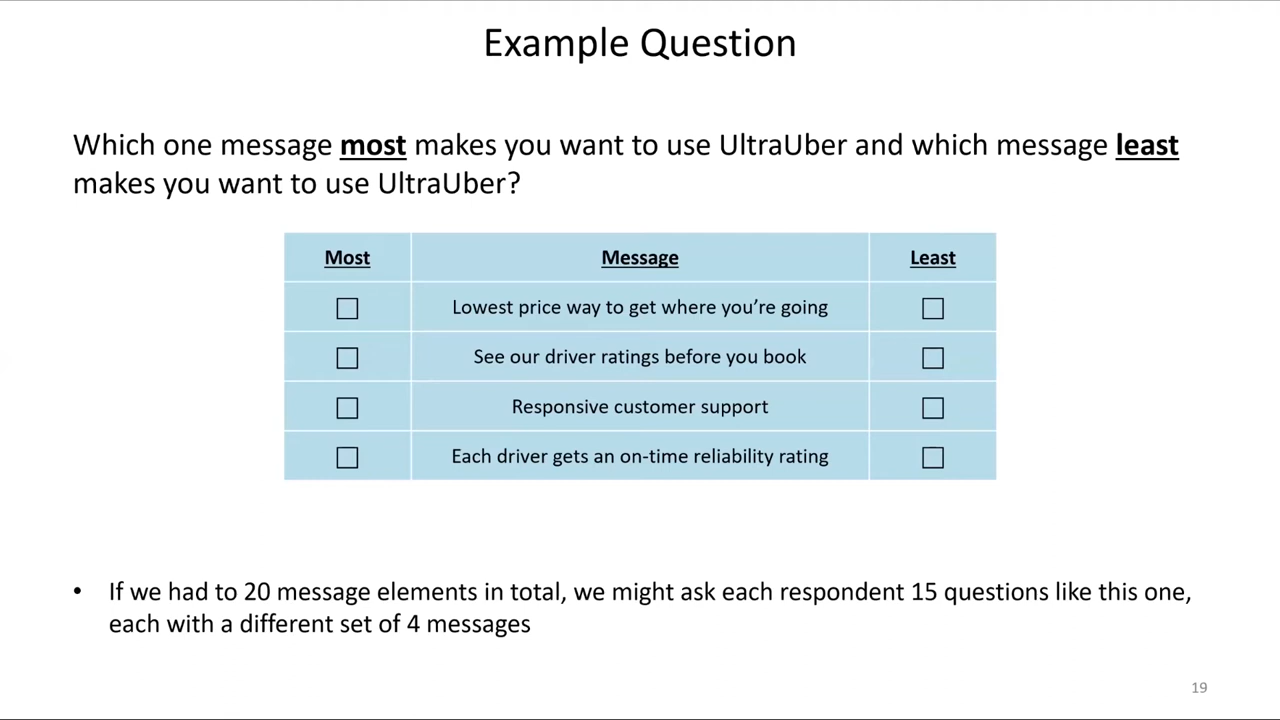 Example Question
Which one message most makes you want to use UltraUber and which message least
makes you want to use UltraUber?
Most Message Least
Lowest price way to get where you're going
See our driver ratings before you book
Responsive customer support
Each driver gets an on-time reliability rating
• If we had to 20 message elements in total, we might ask each respondent 15 questions like this one,
each with a different set of 4 messages
19